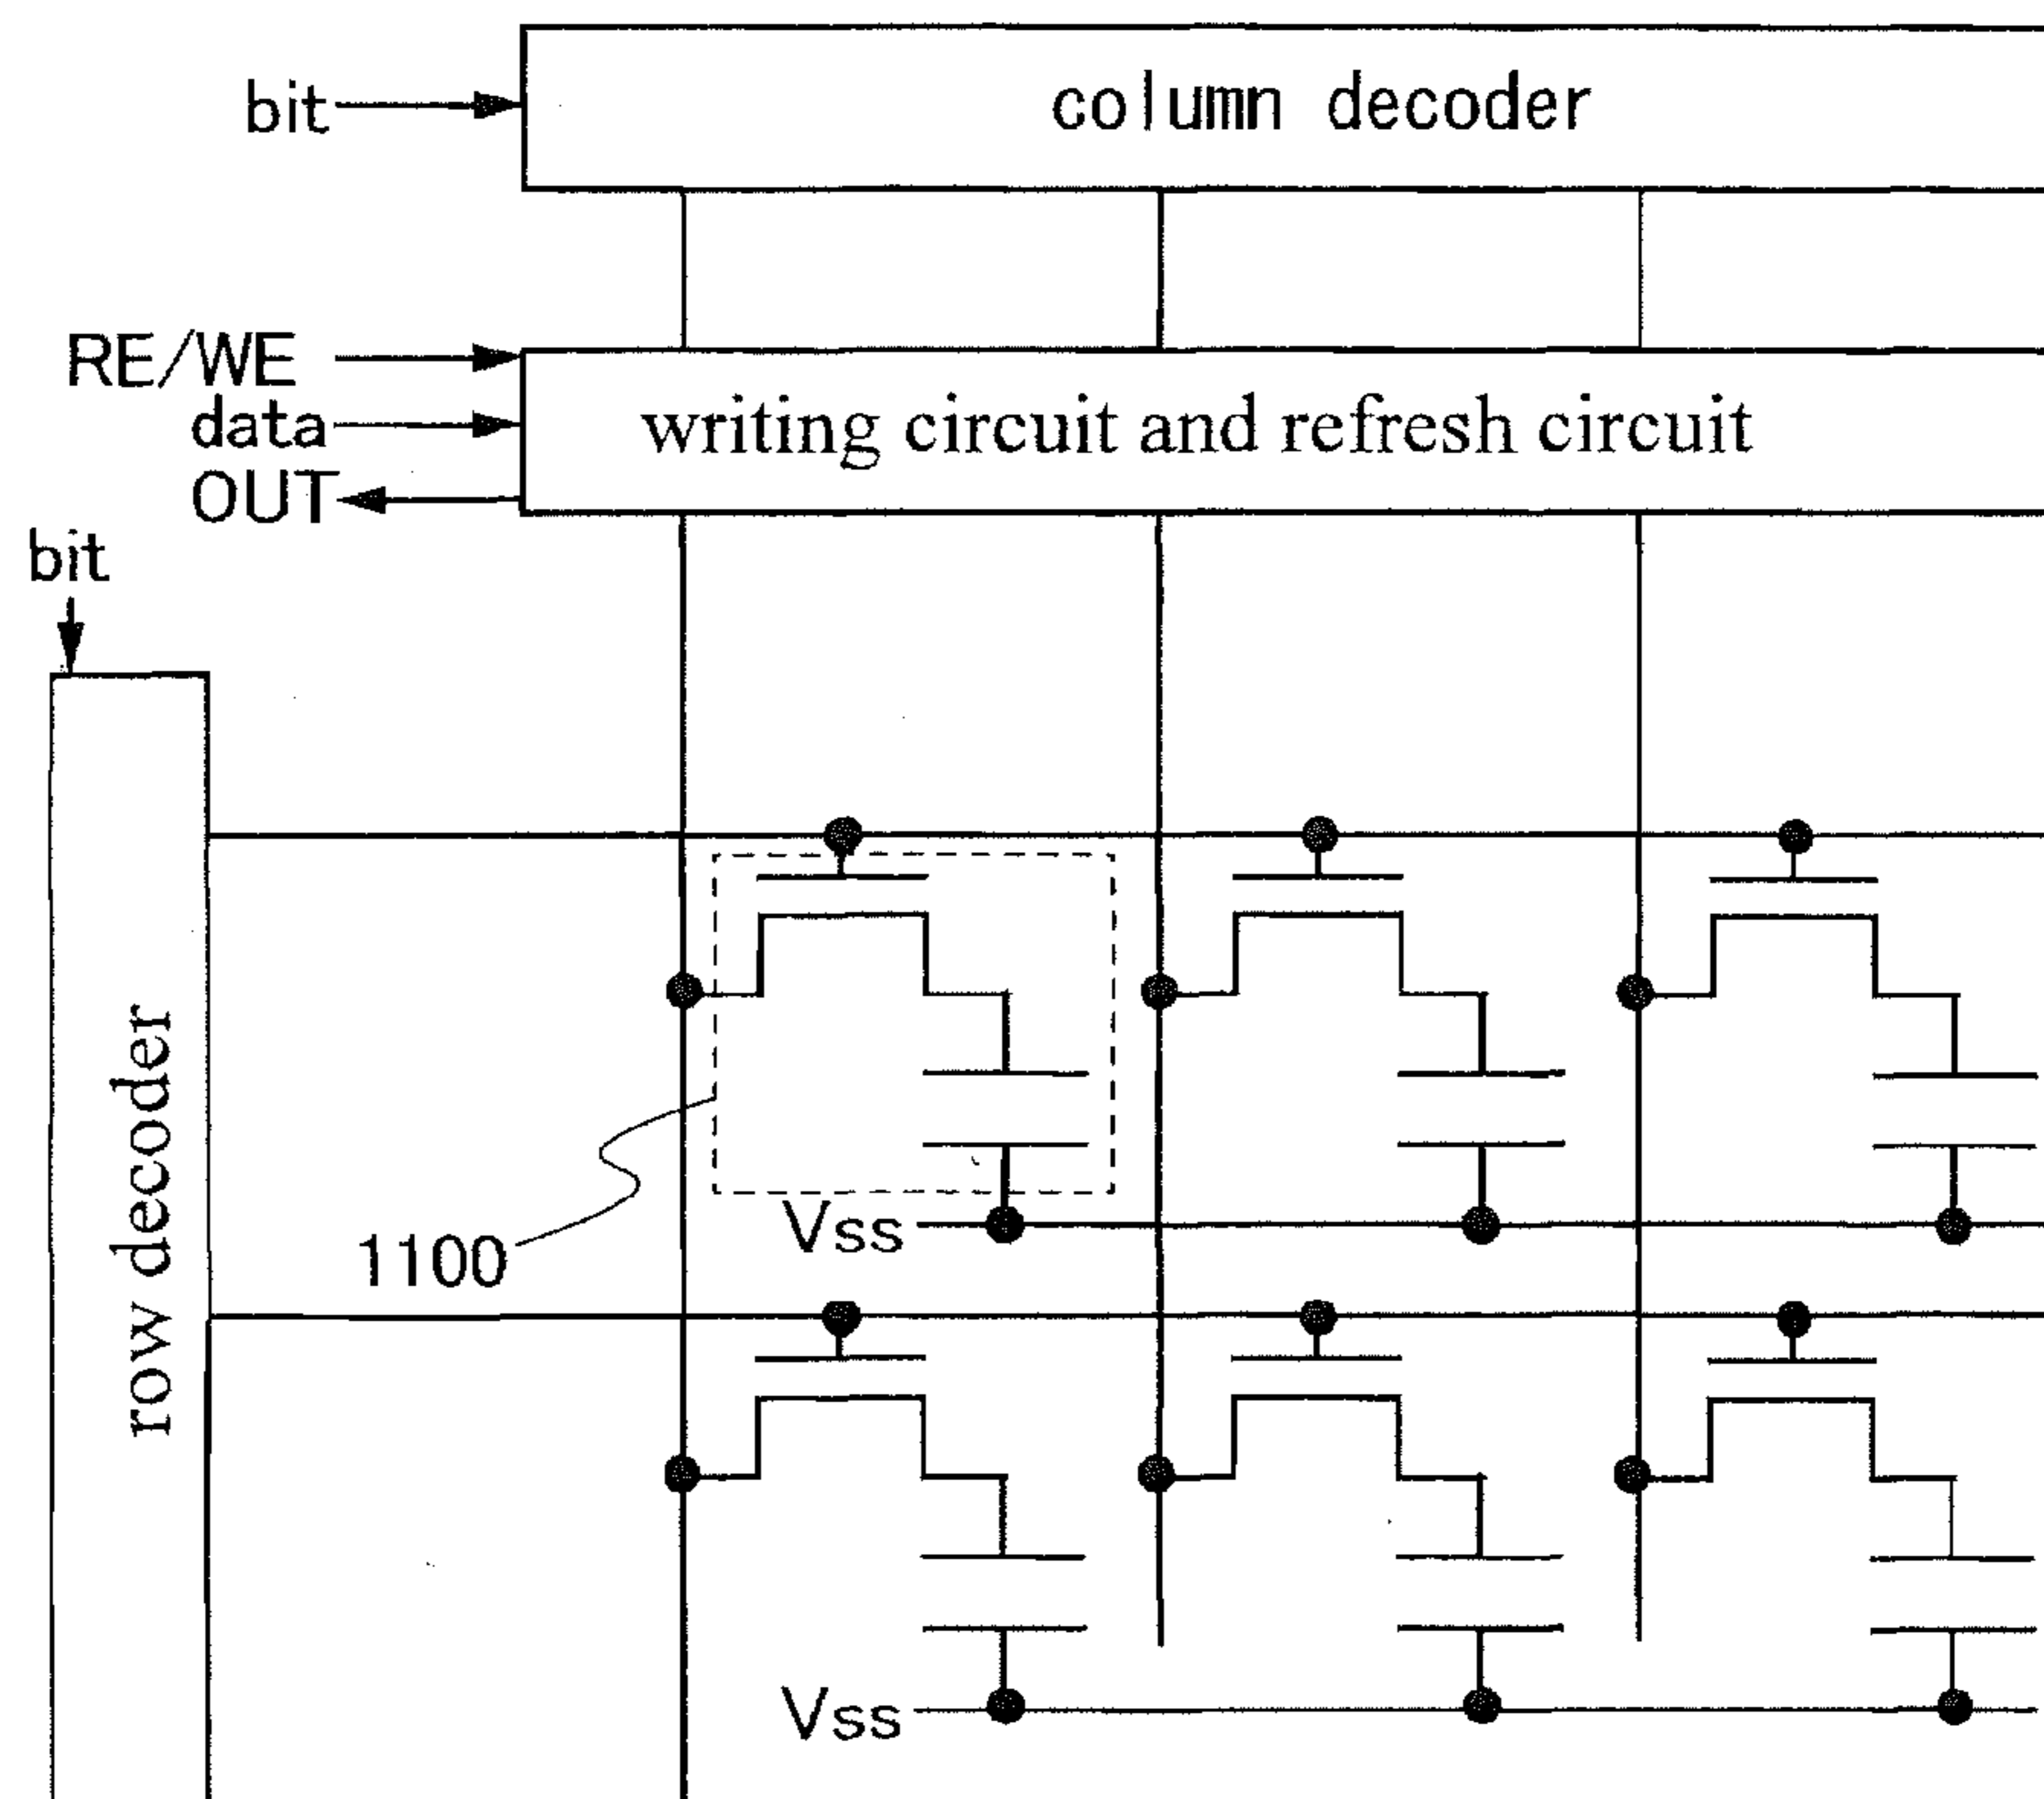 bit
column decoder
RE/WE
data
OUT
writing circuit and refresh circuit
bit
row decoder
1100
Vss
Vss